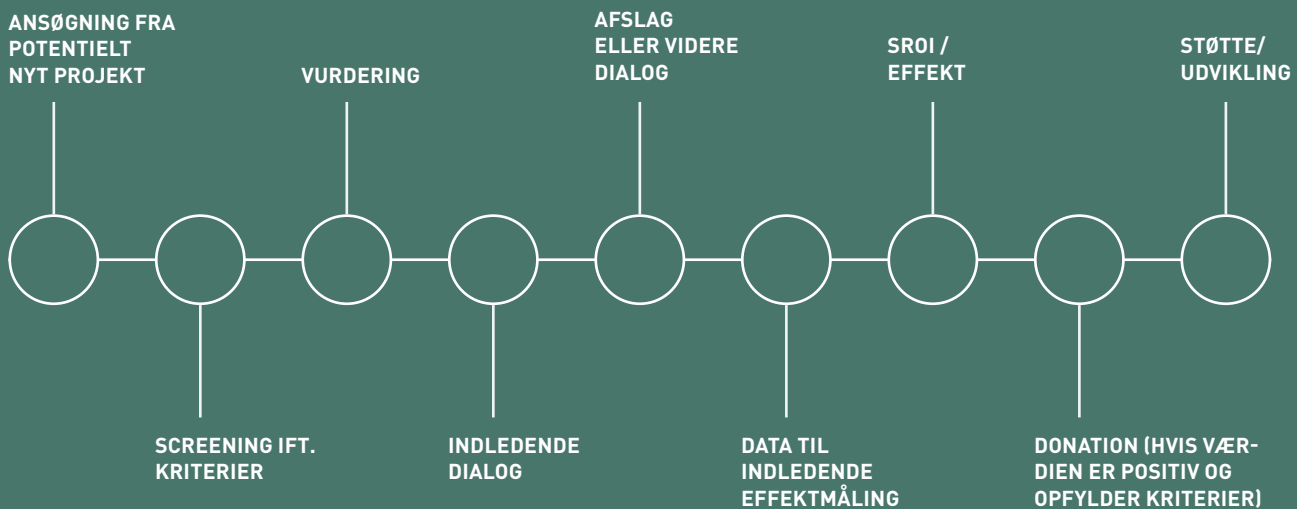 ANSØGNING FRA
POTENTIELT
NYT PROJEKT
SCREENING IFT.
KRITERIER
VURDERING
INDLEDENDE
DIALOG
AFSLAG
ELLER VIDERE
DIALOG
DATA TIL
INDLEDENDE
EFFEKTMÅLING
SROI /
EFFEKT
DONATION (HVIS VÆR-
DIEN ER POSITIV OG
OPFYLDER KRITERIER)
STØTTE/
UDVIKLING